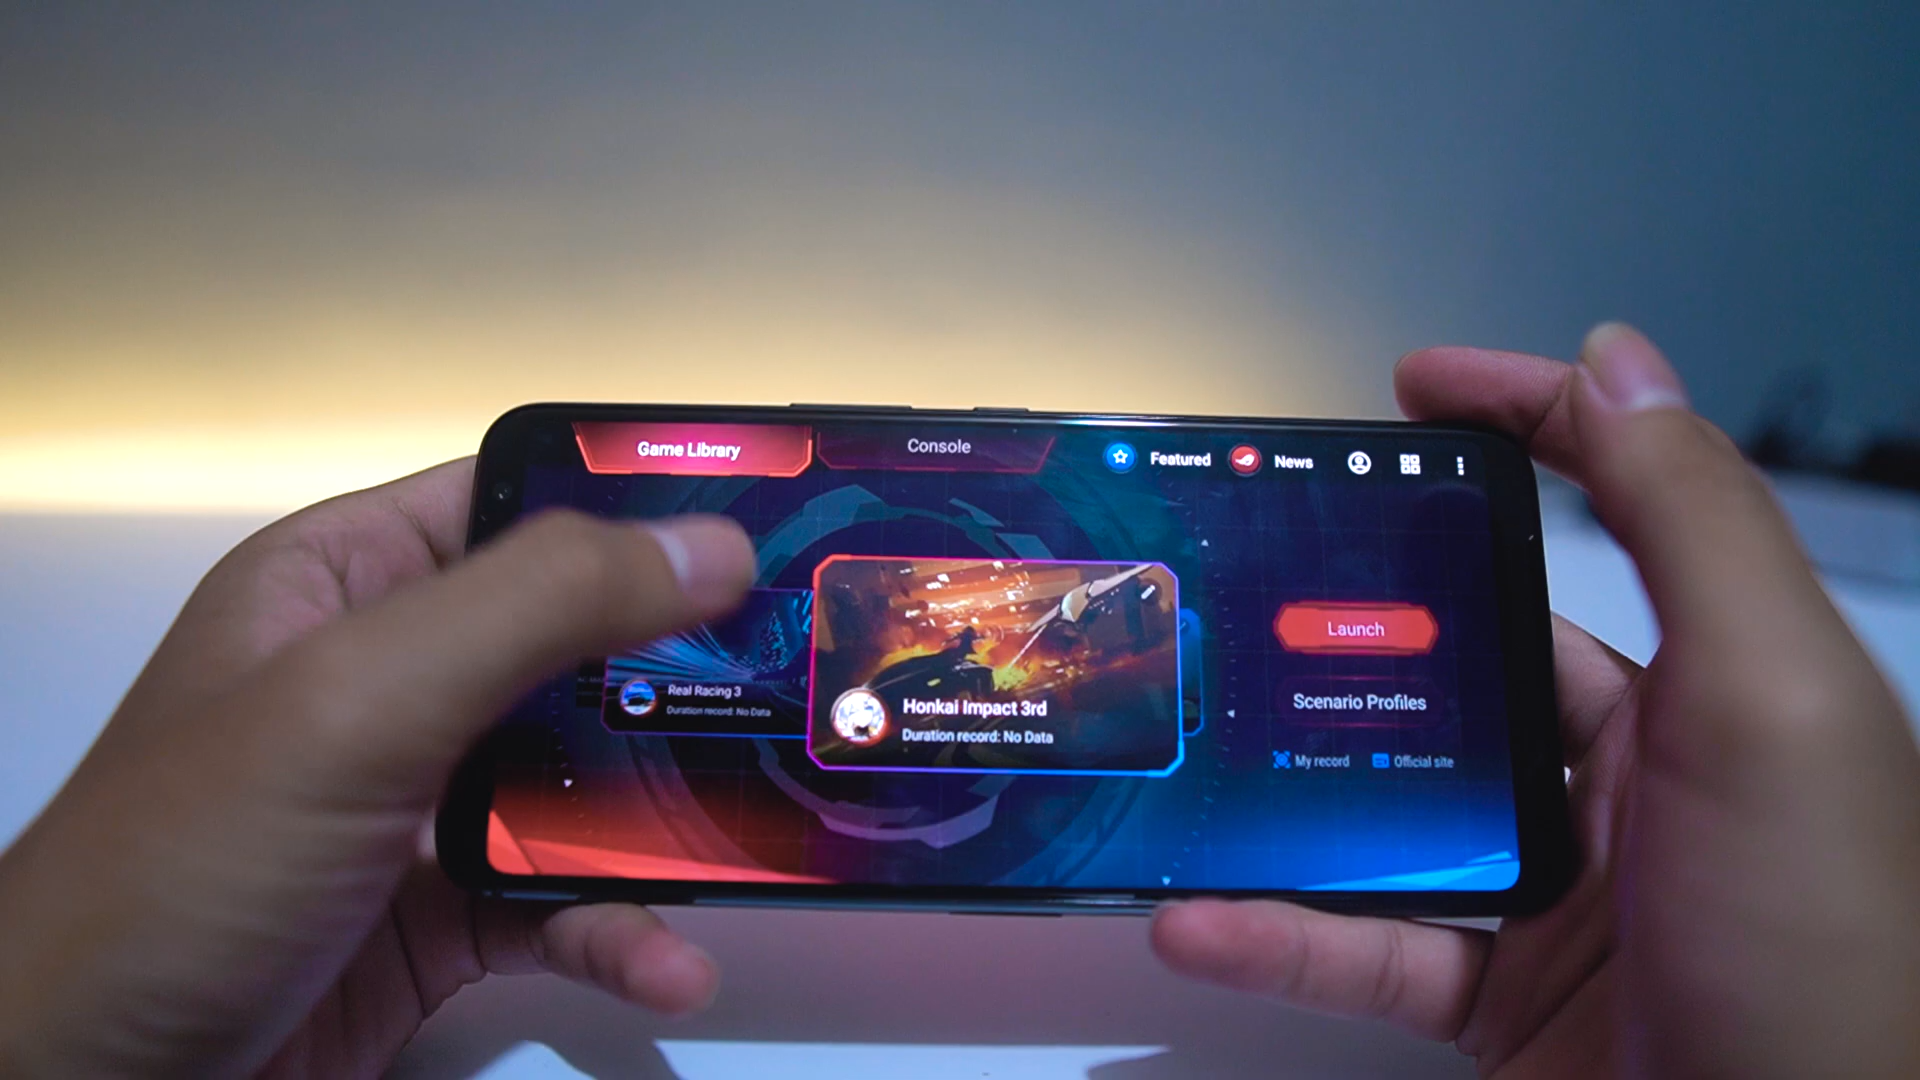 Game Library
Console
Featured
News
Real Racing 3
Duration record: No Data
Honkai Impact 3rd
Duration record: No Data
Launch
Scenario Profiles
My record
Official site